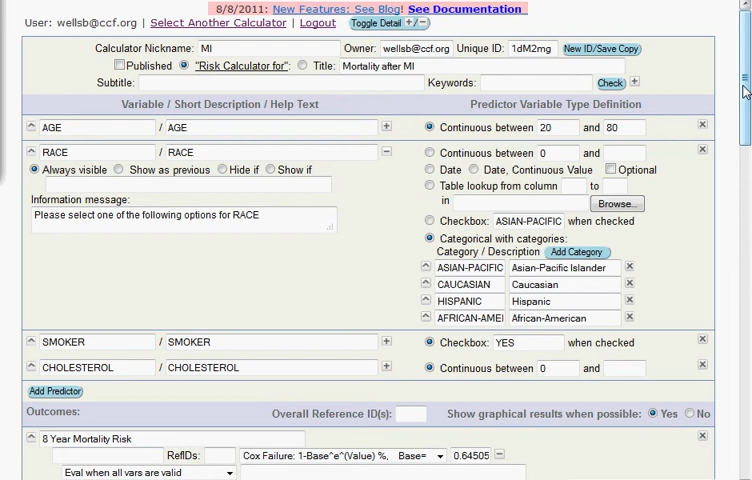 8/8/2011: New Features: See Blog! See Documentation
User: wellsb@ccf.org | Select Another Calculator | Logout Toggle Detail +/-
Calculator Nickname: MI Owner: wellsb@ccf.org Unique ID: 1dM2mg New ID/Save Copy
Published "Risk Calculator for": Title: Mortality after MI
Subtitle: Keywords: Check +
Variable / Short Description / Help Text Predictor Variable Type Definition
AGE / AGE + Continuous between 20 and 80 X
RACE / RACE - Continuous between 0 and X
Always visible Show as previous Hide if Show if Date Date, Continuous Value Optional
Table lookup from column to
Information message: in Browse...
Please select one of the following options for RACE Checkbox: ASIAN-PACIFIC when checked
Categorical with categories:
Category / Description Add Category
ASIAN-PACIFIC Asian-Pacific Islander X
CAUCASIAN Caucasian X
HISPANIC Hispanic X
AFRICAN-AMEI African-American X
SMOKER / SMOKER + Checkbox: YES when checked X
CHOLESTEROL / CHOLESTEROL + Continuous between 0 and X
Add Predictor
Outcomes: Overall Reference ID(s): Show graphical results when possible: Yes No
8 Year Mortality Risk X
RefIDs: Cox Failure: 1-Base^e^(Value) %, Base= 0.64505 -
Eval when all vars are valid